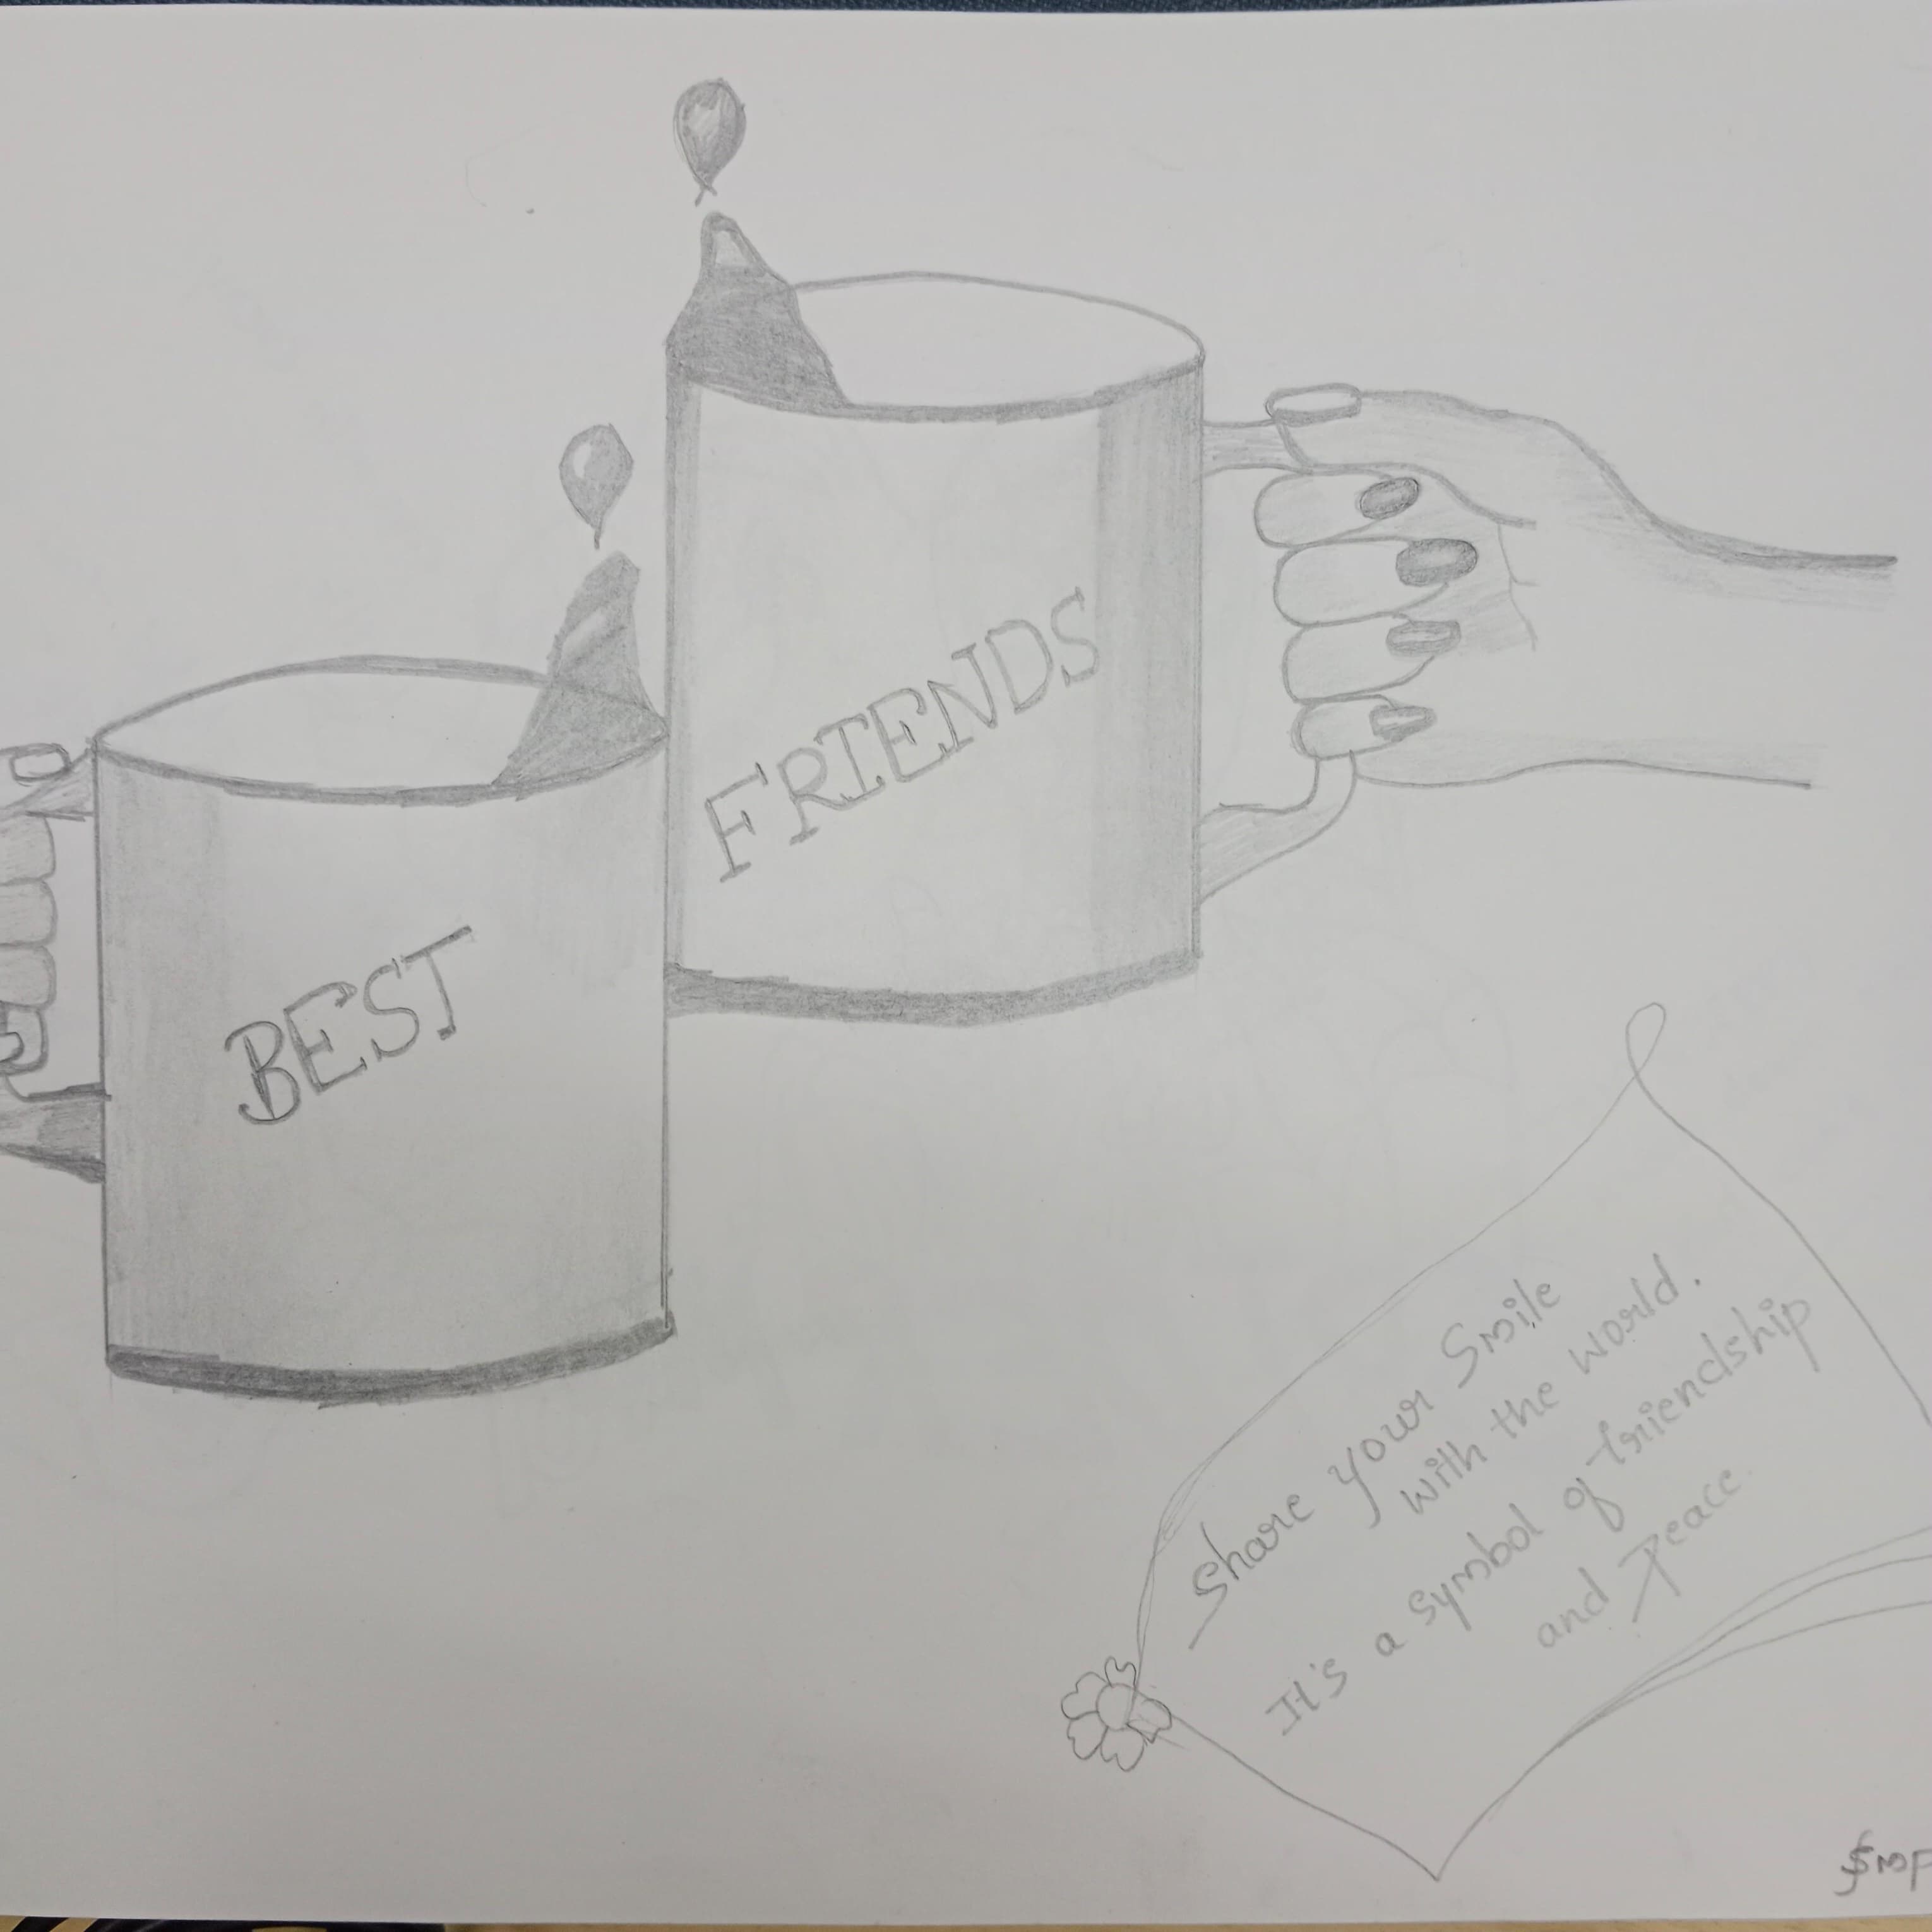 BEST
FRIENDS
Share your Smile
with the world.
It's a symbol of friendship
and Peace.